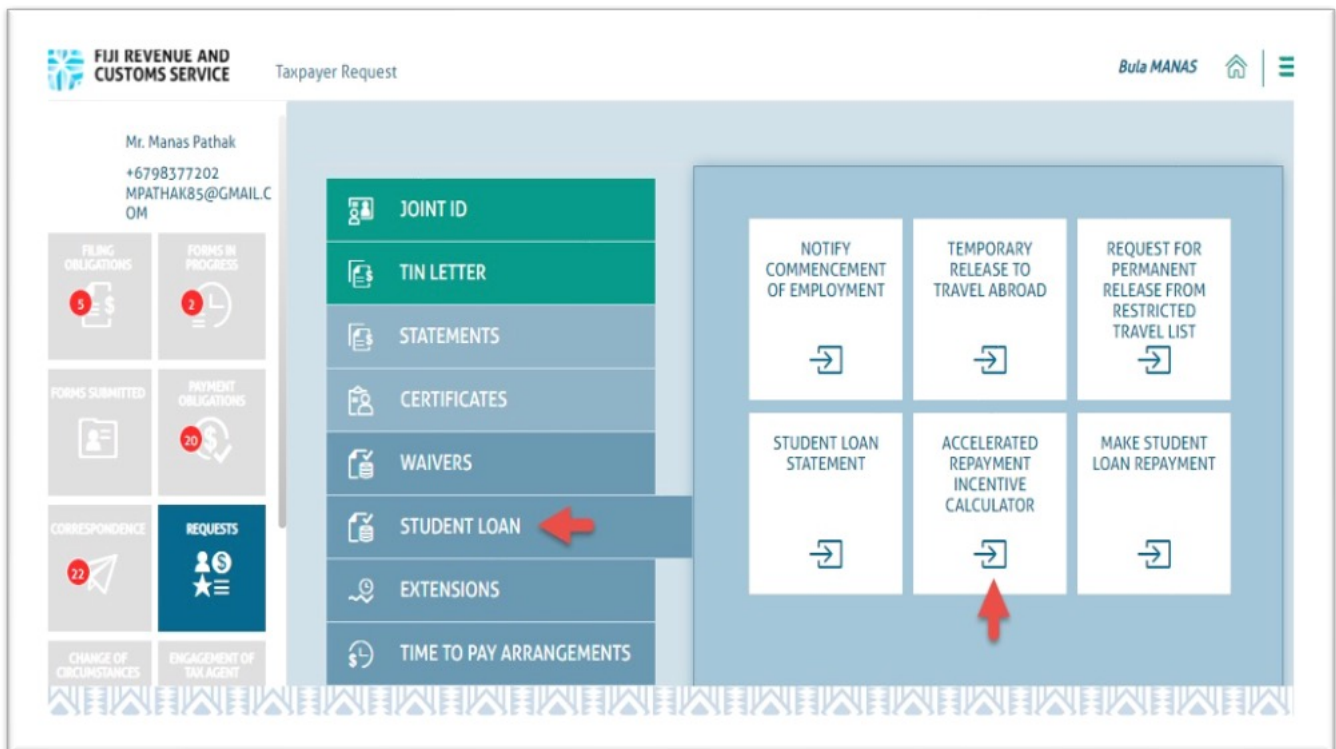 FIJI REVENUE AND
CUSTOMS SERVICE
Taxpayer Request
Bula MANAS
Mr. Manas Pathak
+6798377202
MPATHAK85@GMAIL.C
OM
FILING
OBLIGATIONS
5
FORMS IN
PROGRESS
2
FORMS SUBMITTED
PAYMENT
OBLIGATIONS
20
CORRESPONDENCE
22
REQUESTS
CHANGE OF
CIRCUMSTANCES
ENGAGEMENT OF
TAX AGENT
JOINT ID
TIN LETTER
STATEMENTS
CERTIFICATES
WAIVERS
STUDENT LOAN
EXTENSIONS
TIME TO PAY ARRANGEMENTS
NOTIFY
COMMENCEMENT
OF EMPLOYMENT
TEMPORARY
RELEASE TO
TRAVEL ABROAD
REQUEST FOR
PERMANENT
RELEASE FROM
RESTRICTED
TRAVEL LIST
STUDENT LOAN
STATEMENT
ACCELERATED
REPAYMENT
INCENTIVE
CALCULATOR
MAKE STUDENT
LOAN REPAYMENT